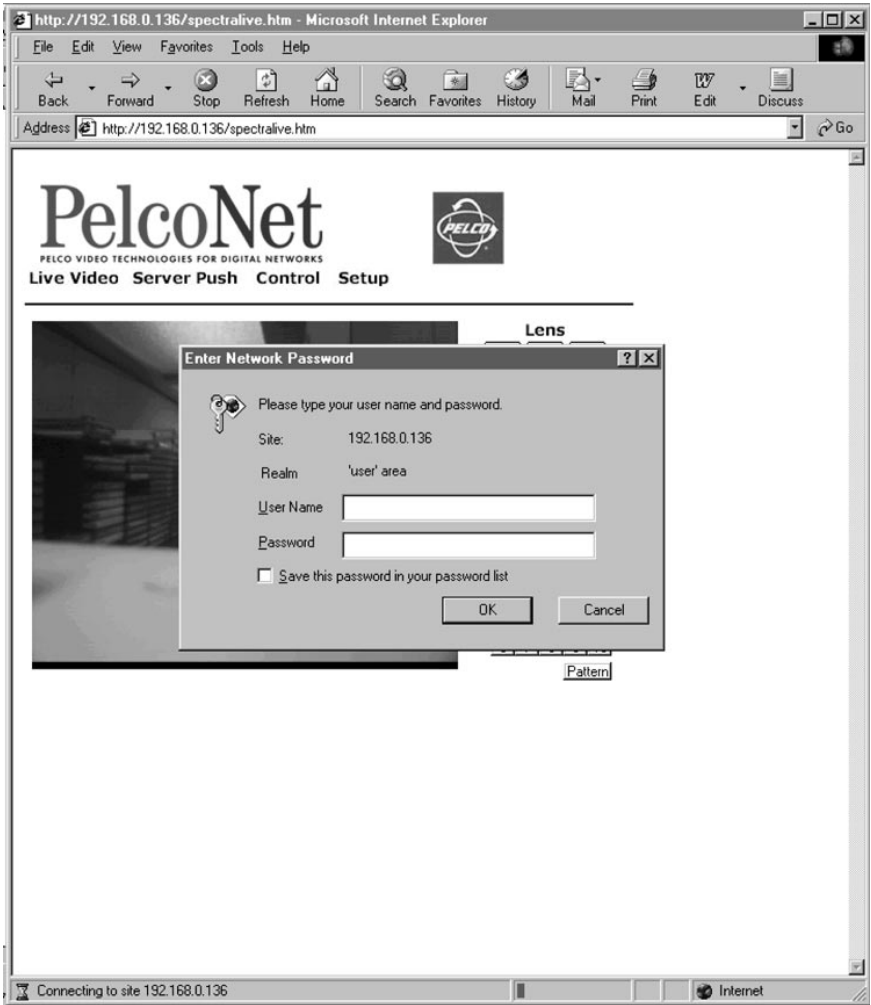 http://192.168.0.136/spectralive.htm - Microsoft Internet Explorer
File Edit View Favorites Tools Help
Back Forward Stop Refresh Home Search Favorites History Mail Print Edit Discuss
Address http://192.168.0.136/spectralive.htm Go
PelcoNet
PELCO
PELCO VIDEO TECHNOLOGIES FOR DIGITAL NETWORKS
Live Video Server Push Control Setup
Lens
Enter Network Password
Please type your user name and password.
Site: 192.168.0.136
Realm 'user' area
User Name
Password
Save this password in your password list
OK Cancel
Pattern
Connecting to site 192.168.0.136 Internet